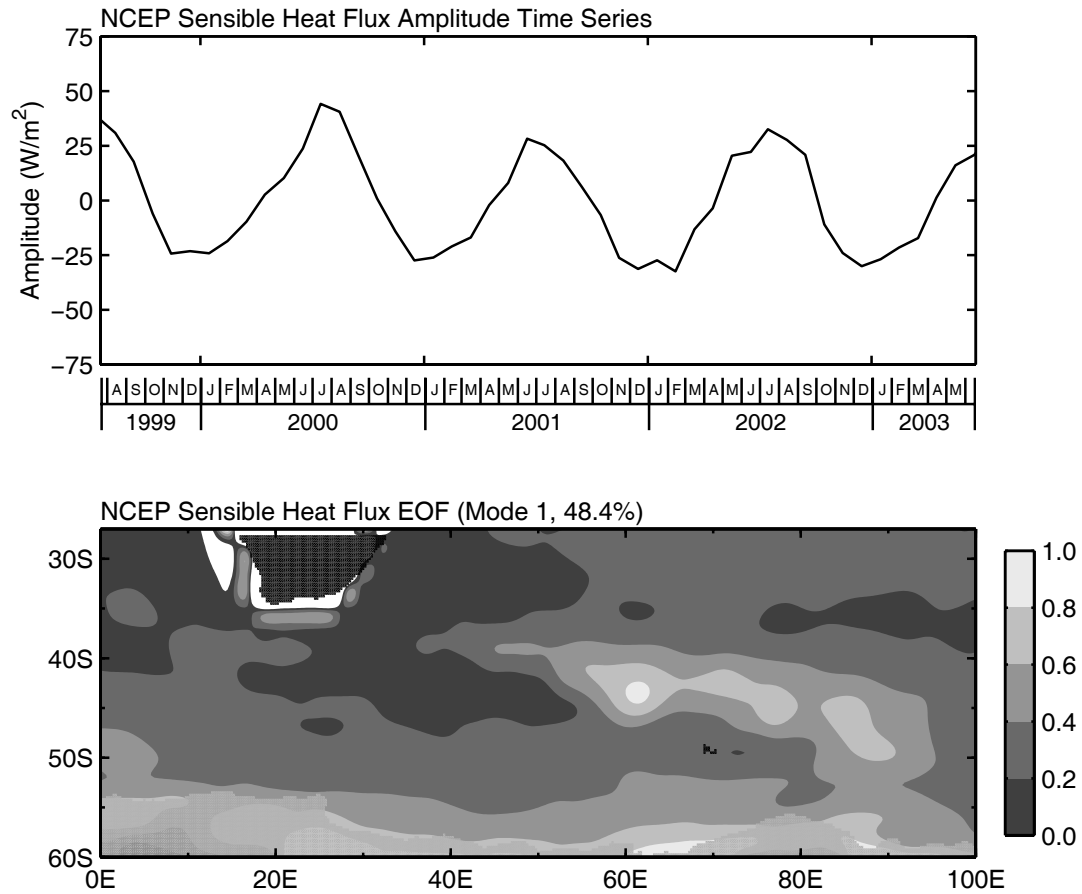 NCEP Sensible Heat Flux Amplitude Time Series
75
50
25
0
−25
−50
−75
Amplitude (W/m²)
A S O N D J F M A M J J A S O N D J F M A M J J A S O N D J F M A M J J A S O N D J F M A M
1999 2000 2001 2002 2003
NCEP Sensible Heat Flux EOF (Mode 1, 48.4%)
30S
40S
50S
60S
0E 20E 40E 60E 80E 100E
1.0
0.8
0.6
0.4
0.2
0.0